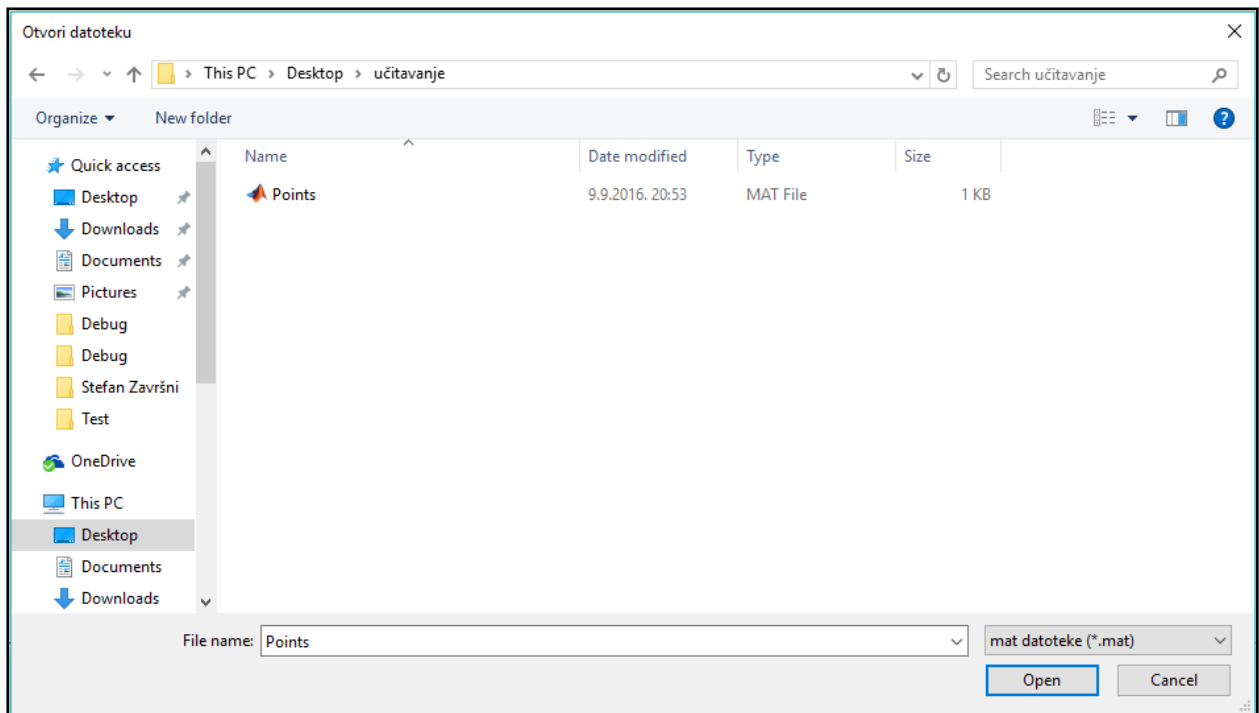 Otvori datoteku
This PC > Desktop > učitavanje
Search učitavanje
Organize
New folder
Name
Date modified
Type
Size
Points
9.9.2016. 20:53
MAT File
1 KB
Quick access
Desktop
Downloads
Documents
Pictures
Debug
Debug
Stefan Završni
Test
OneDrive
This PC
Desktop
Documents
Downloads
File name: Points
mat datoteke (*.mat)
Open
Cancel